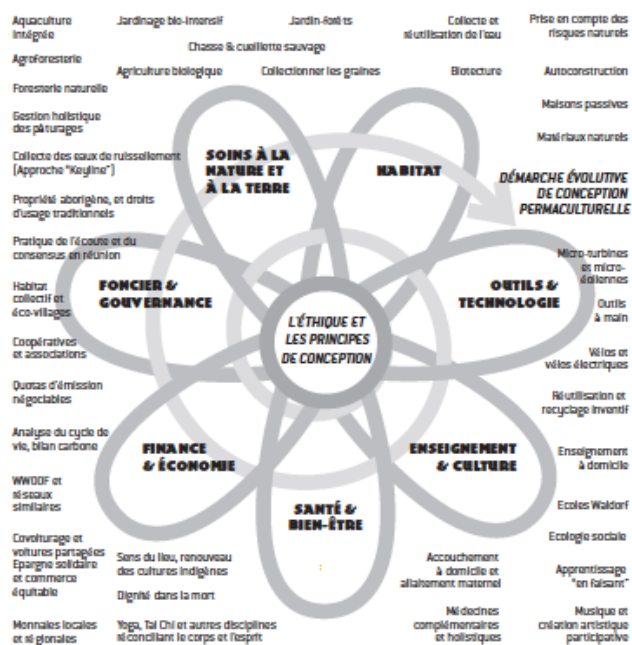 Aquaculture
intégrée
Jardinage bio-intensif
Jardin-forêts
Collecte et
réutilisation de l'eau
Prise en compte des
risques naturels
Chasse & cueillette sauvage
Agroforesterie
Agriculture biologique
Collectionner les graines
Biotecture
Autoconstruction
Foresterie naturelle
Maisons passives
Gestion holistique
des pâturages
Matériaux naturels
Collecte des eaux de ruissellement
(Approche "Keyline")
SOINS À LA
NATURE ET
À LA TERRE
HABITAT
DÉMARCHE ÉVOLUTIVE
DE CONCEPTION
PERMACULTURELLE
Propriété aborigène, et droits
d'usage traditionnels
Pratique de l'écoute et du
consensus en réunion
Micro-turbines
et micro-
éoliennes
Habitat
collectif et
éco-villages
FONCIER &
GOUVERNANCE
OUTILS &
TECHNOLOGIE
Outils
à main
L'ÉTHIQUE ET
LES PRINCIPES
DE CONCEPTION
Coopératives
et associations
Vélos et
vélos électriques
Quotas d'émission
négociables
Réutilisation et
recyclage inventif
Analyse du cycle de
vie, bilan carbone
FINANCE
& ÉCONOMIE
ENSEIGNEMENT
& CULTURE
Enseignement
à domicile
WWOOF et
réseaux
similaires
SANTÉ &
BIEN-ÊTRE
Ecoles Waldorf
Covoiturage et
voitures partagées
Ecologie sociale
Epargne solidaire
et commerce
équitable
Sens du lieu, renouveau
des cultures indigènes
Accouchement
à domicile et
allaitement maternel
Apprentissage
"en faisant"
Dignité dans la mort
Monnaies locales
et régionales
Yoga, Tai Chi et autres disciplines
réconciliant le corps et l'esprit
Médecines
complémentaires
et holistiques
Musique et
création artistique
participative